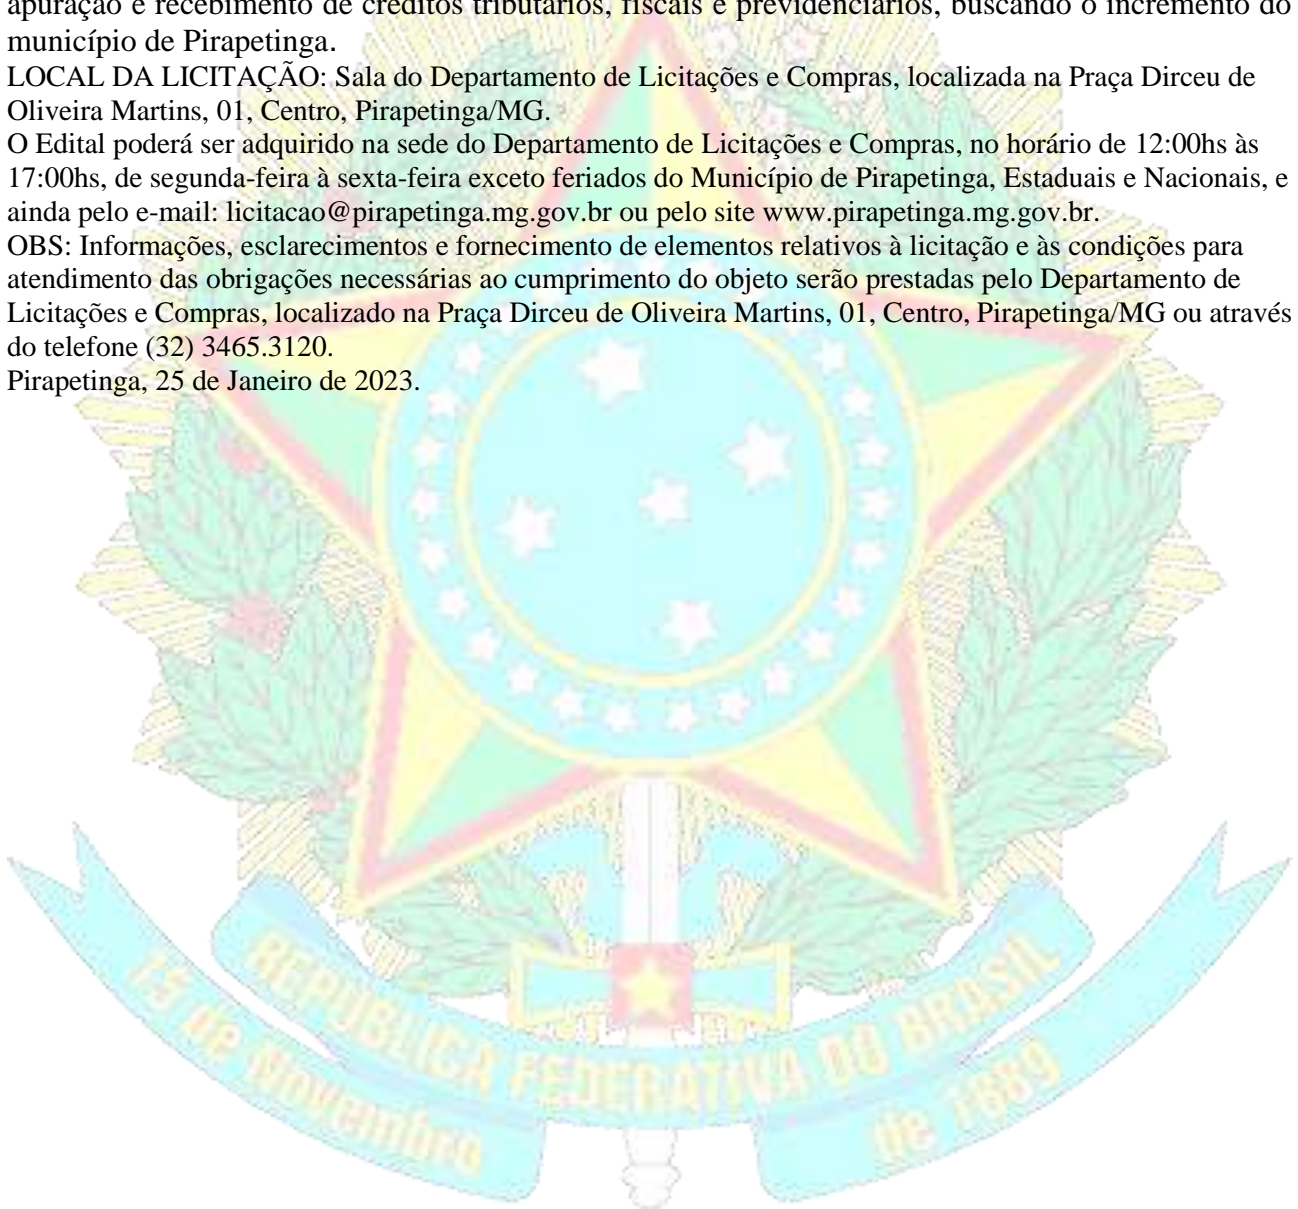 apuração e recebimento de créditos tributários, fiscais e previdenciários, buscando o incremento do
município de Pirapetinga.
LOCAL DA LICITAÇÃO: Sala do Departamento de Licitações e Compras, localizada na Praça Dirceu de
Oliveira Martins, 01, Centro, Pirapetinga/MG.
O Edital poderá ser adquirido na sede do Departamento de Licitações e Compras, no horário de 12:00hs às
17:00hs, de segunda-feira à sexta-feira exceto feriados do Município de Pirapetinga, Estaduais e Nacionais, e
ainda pelo e-mail: licitacao@pirapetinga.mg.gov.br ou pelo site www.pirapetinga.mg.gov.br.
OBS: Informações, esclarecimentos e fornecimento de elementos relativos à licitação e às condições para
atendimento das obrigações necessárias ao cumprimento do objeto serão prestadas pelo Departamento de
Licitações e Compras, localizado na Praça Dirceu de Oliveira Martins, 01, Centro, Pirapetinga/MG ou através
do telefone (32) 3465.3120.
Pirapetinga, 25 de Janeiro de 2023.
REPUBLICA FEDERATIVA DO BRASIL
15 de Novembro de 1889